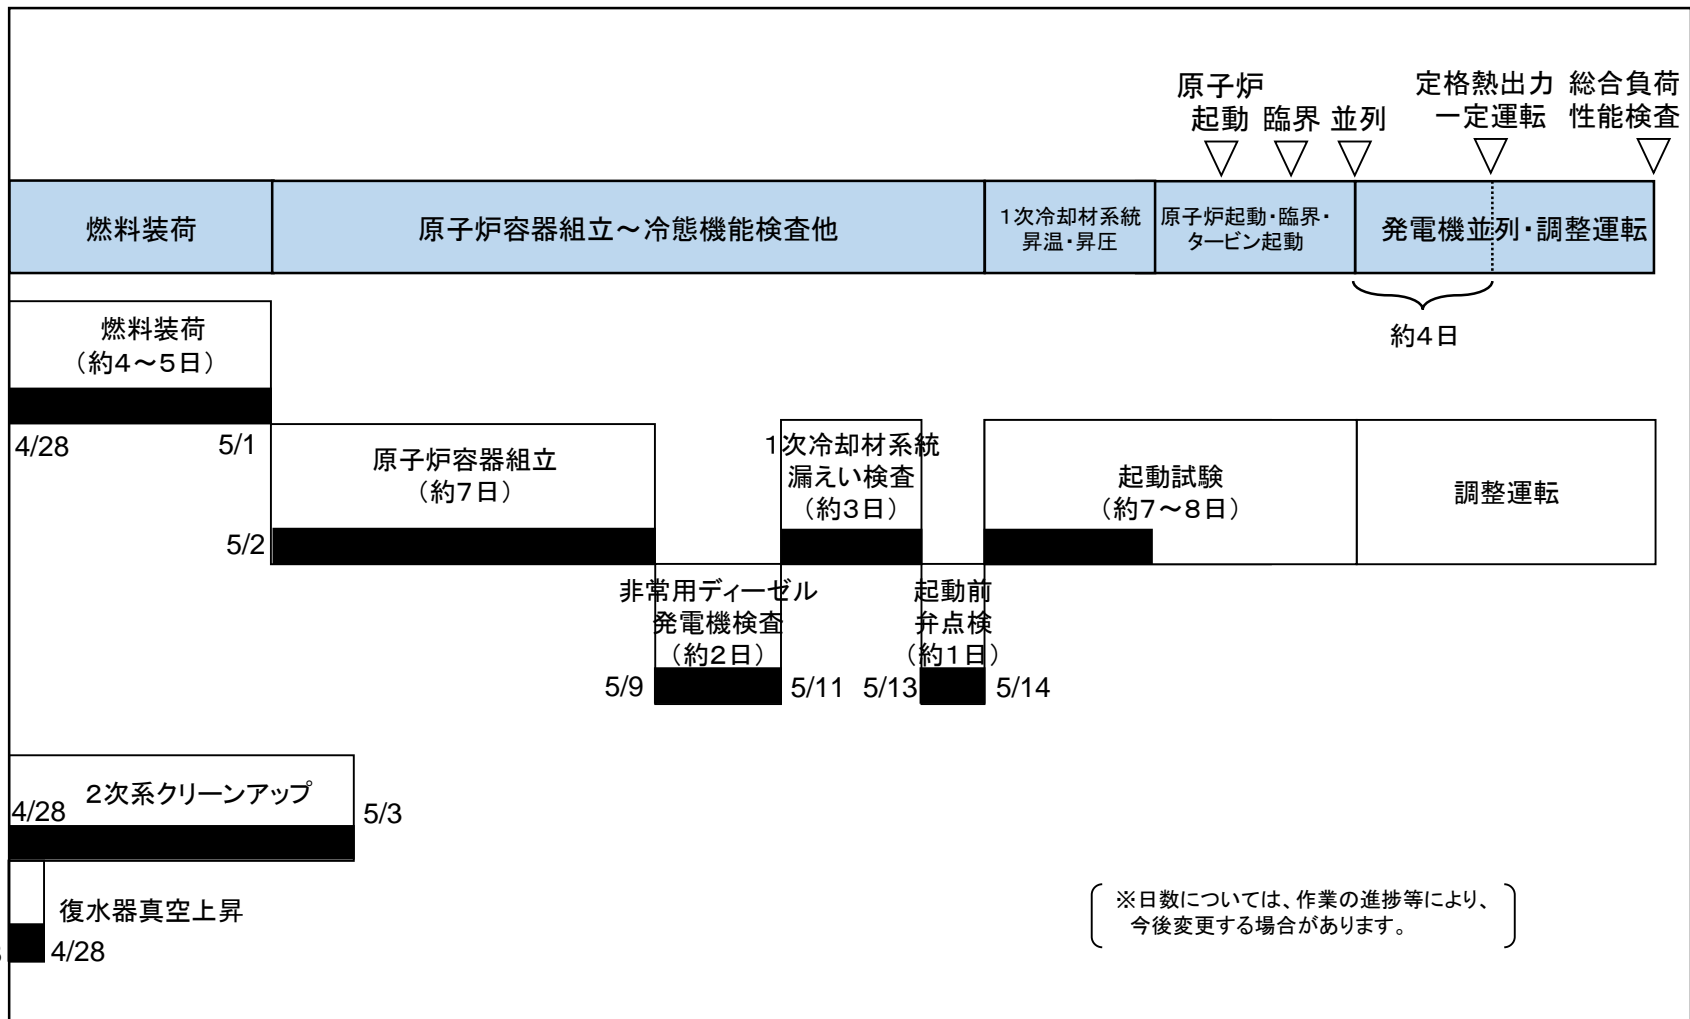 原子炉
起動
臨界
並列
定格熱出力
一定運転
総合負荷
性能検査
燃料装荷
原子炉容器組立～冷態機能検査他
1次冷却材系統
昇温・昇圧
原子炉起動・臨界・
タービン起動
発電機並列・調整運転
約4日
燃料装荷
（約4～5日）
4/28
5/1
原子炉容器組立
（約7日）
5/2
1次冷却材系統
漏えい検査
（約3日）
起動試験
（約7～8日）
調整運転
非常用ディーゼル
発電機検査
（約2日）
5/9
5/11
起動前
弁点検
（約1日）
5/13
5/14
2次系クリーンアップ
4/28
5/3
復水器真空上昇
4/28
※日数については、作業の進捗等により、
今後変更する場合があります。